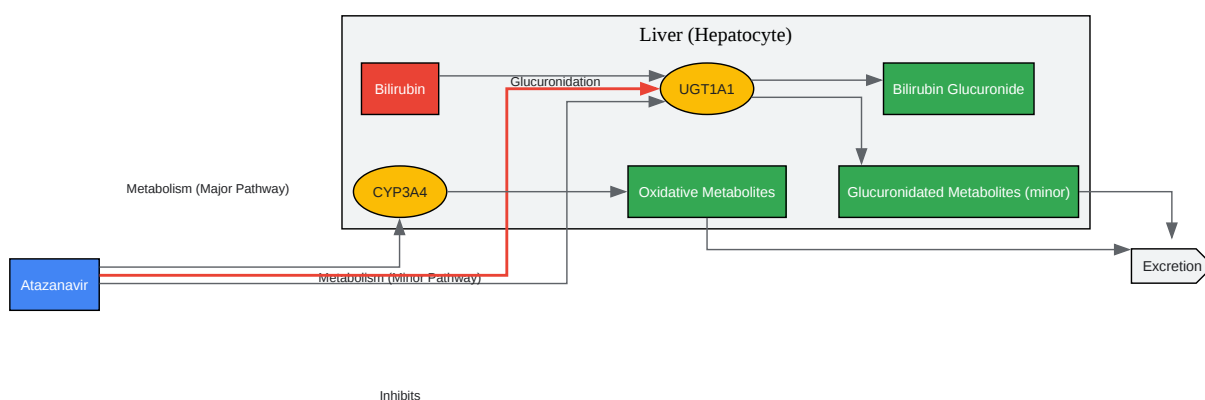 Liver (Hepatocyte)
Glucuronidation
Bilirubin
UGT1A1
Bilirubin Glucuronide
Metabolism (Major Pathway)
CYP3A4
Oxidative Metabolites
Glucuronidated Metabolites (minor)
Excretion
Metabolism (Minor Pathway)
Atazanavir
Inhibits